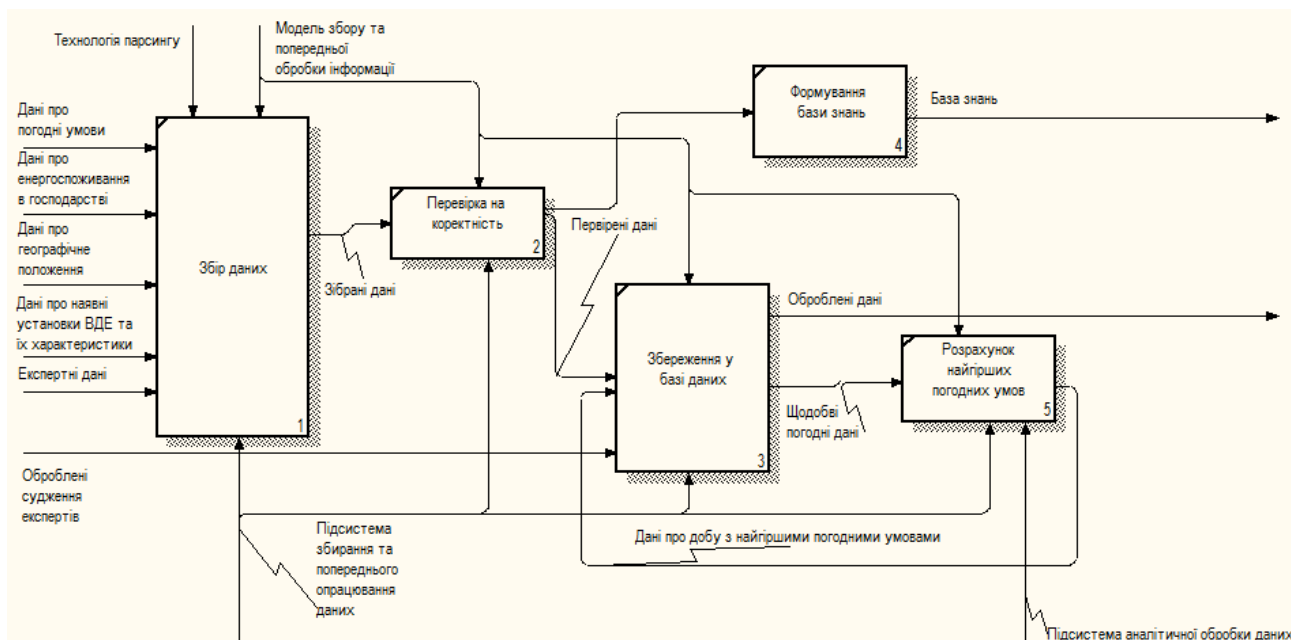 Технологія парсингу
Модель збору та
попередньої
обробки інформації
Дані про
погодні умови
Дані про
енергоспоживання
в господарстві
Дані про
географічне
положення
Дані про наявні
установки ВДЕ та
їх характеристики
Експертні дані
Оброблені
судження
експертів
Збір даних
1
Зібрані дані
Перевірка на
коректність
2
Первірені дані
Формування
бази знань
4
База знань
Збереження у
базі даних
3
Оброблені дані
Щодобві
погодні дані
Розрахунок
найгірших
погодних умов
5
Дані про добу з найгіршими погодними умовами
Підсистема
збирання та
попереднього
опрацювання
даних
Підсистема аналітичної обробки даних